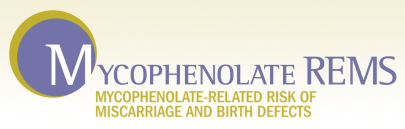 MYCOPHENOLATE REMS
MYCOPHENOLATE-RELATED RISK OF
MISCARRIAGE AND BIRTH DEFECTS